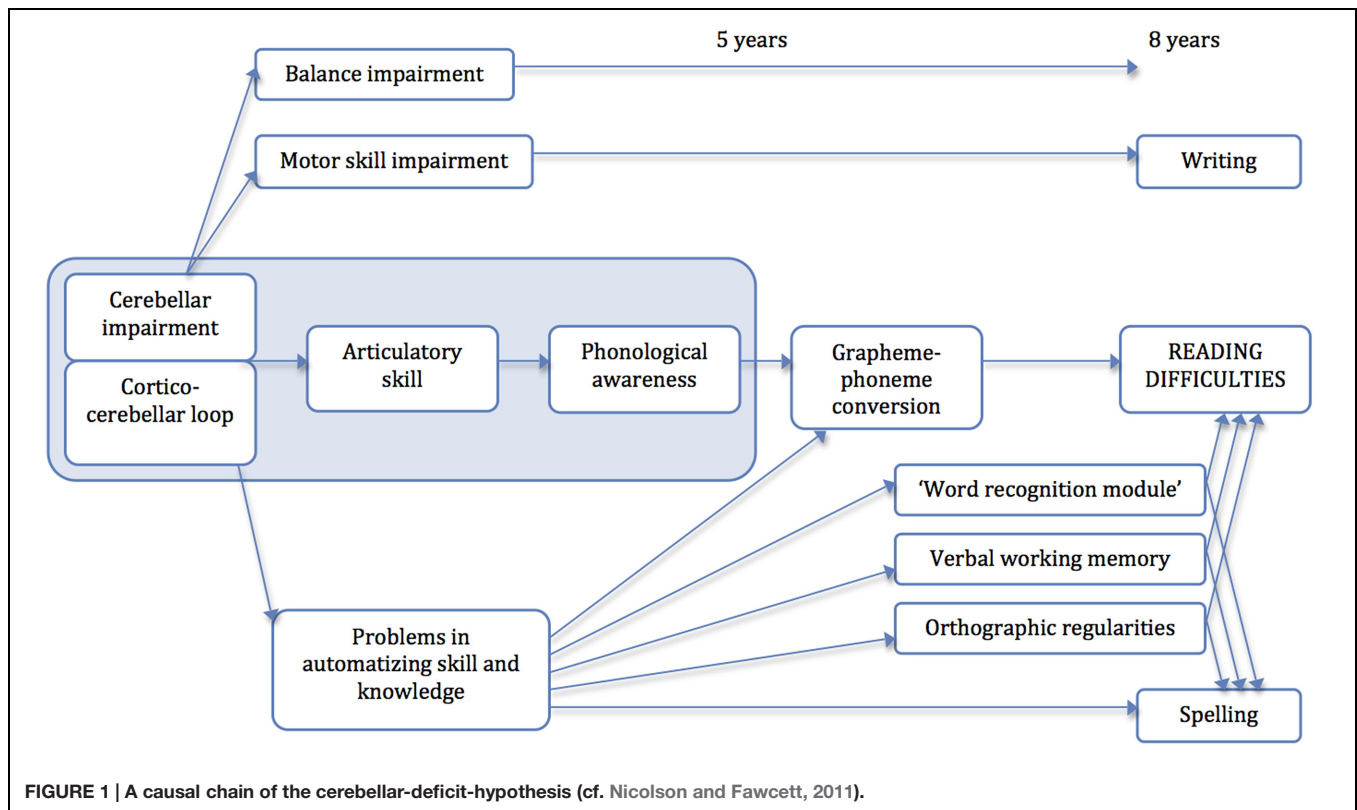 5 years
8 years
Balance impairment
Motor skill impairment
Writing
Cerebellar
impairment
Cortico-
cerebellar loop
Articulatory
skill
Phonological
awareness
Grapheme-
phoneme
conversion
READING
DIFFICULTIES
‘Word recognition module’
Verbal working memory
Orthographic regularities
Problems in
automatizing skill and
knowledge
Spelling
FIGURE 1 | A causal chain of the cerebellar-deficit-hypothesis (cf. Nicolson and Fawcett, 2011).